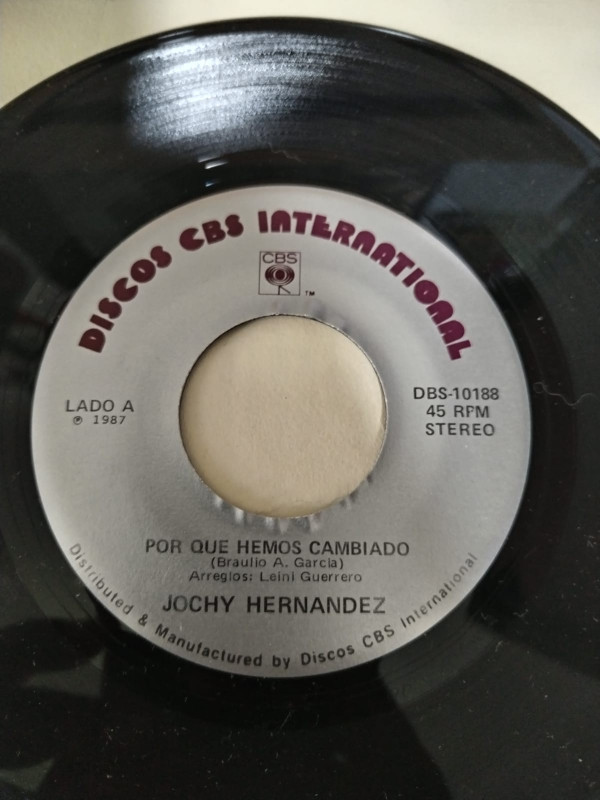 DISCOS CBS INTERNATIONAL
CBS
TM
LADO A
℗ 1987
DBS-10188
45 RPM
STEREO
POR QUE HEMOS CAMBIADO
(Braulio A. Garcia)
Arreglos: Leini Guerrero
JOCHY HERNANDEZ
Distributed & Manufactured by Discos CBS International